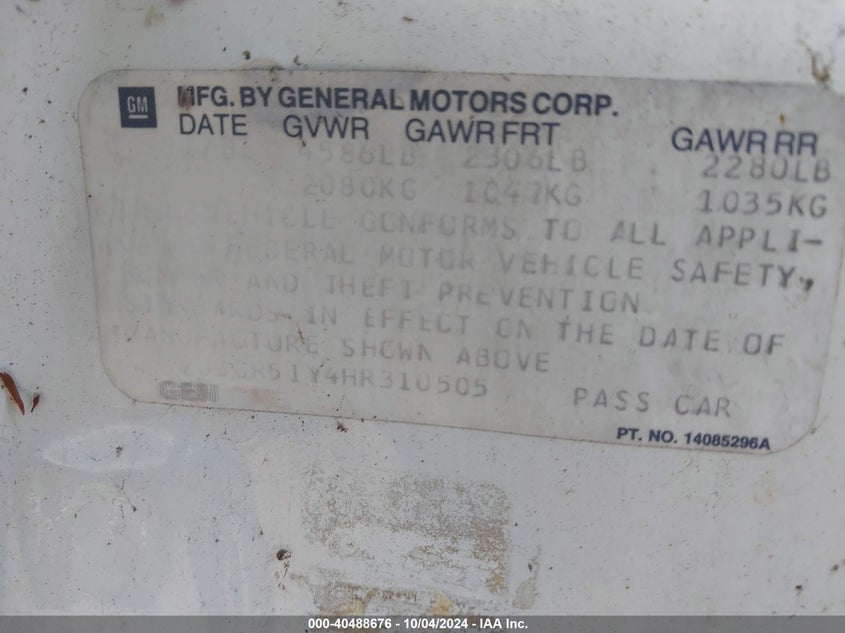 GM MFG. BY GENERAL MOTORS CORP.
DATE GVWR GAWR FRT GAWR RR
4586LB 2306LB 2280LB
2080KG 1047KG 1035KG
VEHICLE CONFORMS TO ALL APPLI-
FEDERAL MOTOR VEHICLE SAFETY,
AND THEFT PREVENTION
IN EFFECT ON THE DATE OF
MANUFACTURE SHOWN ABOVE
PASS CAR
PT. NO. 14085296A
000-40488676 - 10/04/2024 - IAA Inc.